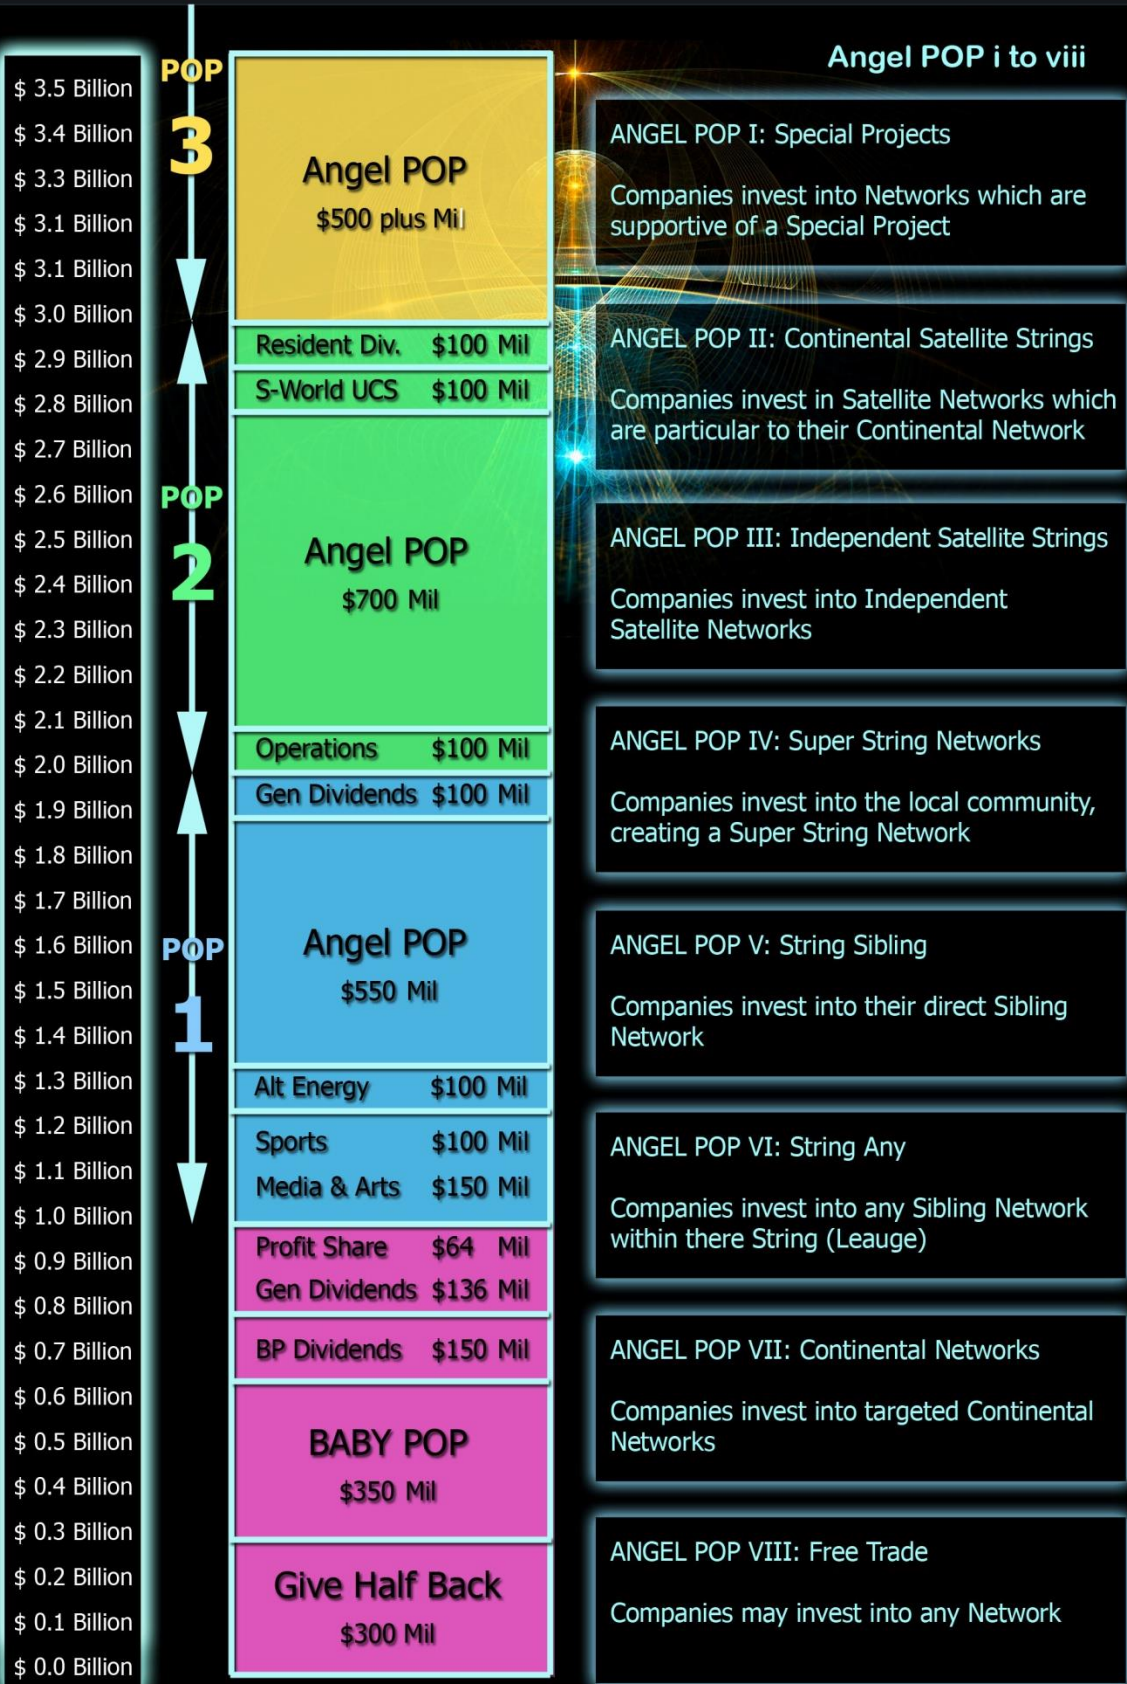 $ 3.5 Billion
$ 3.4 Billion
$ 3.3 Billion
$ 3.1 Billion
$ 3.1 Billion
$ 3.0 Billion
$ 2.9 Billion
$ 2.8 Billion
$ 2.7 Billion
$ 2.6 Billion
$ 2.5 Billion
$ 2.4 Billion
$ 2.3 Billion
$ 2.2 Billion
$ 2.1 Billion
$ 2.0 Billion
$ 1.9 Billion
$ 1.8 Billion
$ 1.7 Billion
$ 1.6 Billion
$ 1.5 Billion
$ 1.4 Billion
$ 1.3 Billion
$ 1.2 Billion
$ 1.1 Billion
$ 1.0 Billion
$ 0.9 Billion
$ 0.8 Billion
$ 0.7 Billion
$ 0.6 Billion
$ 0.5 Billion
$ 0.4 Billion
$ 0.3 Billion
$ 0.2 Billion
$ 0.1 Billion
$ 0.0 Billion
POP
3
POP
2
POP
1
Angel POP
$500 plus Mil
Resident Div. $100 Mil
S-World UCS $100 Mil
Angel POP
$700 Mil
Operations $100 Mil
Gen Dividends $100 Mil
Angel POP
$550 Mil
Alt Energy $100 Mil
Sports $100 Mil
Media & Arts $150 Mil
Profit Share $64 Mil
Gen Dividends $136 Mil
BP Dividends $150 Mil
BABY POP
$350 Mil
Give Half Back
$300 Mil
Angel POP i to viii
ANGEL POP I: Special Projects
Companies invest into Networks which are
supportive of a Special Project
ANGEL POP II: Continental Satellite Strings
Companies invest in Satellite Networks which
are particular to their Continental Network
ANGEL POP III: Independent Satellite Strings
Companies invest into Independent
Satellite Networks
ANGEL POP IV: Super String Networks
Companies invest into the local community,
creating a Super String Network
ANGEL POP V: String Sibling
Companies invest into their direct Sibling
Network
ANGEL POP VI: String Any
Companies invest into any Sibling Network
within there String (Leauge)
ANGEL POP VII: Continental Networks
Companies invest into targeted Continental
Networks
ANGEL POP VIII: Free Trade
Companies may invest into any Network